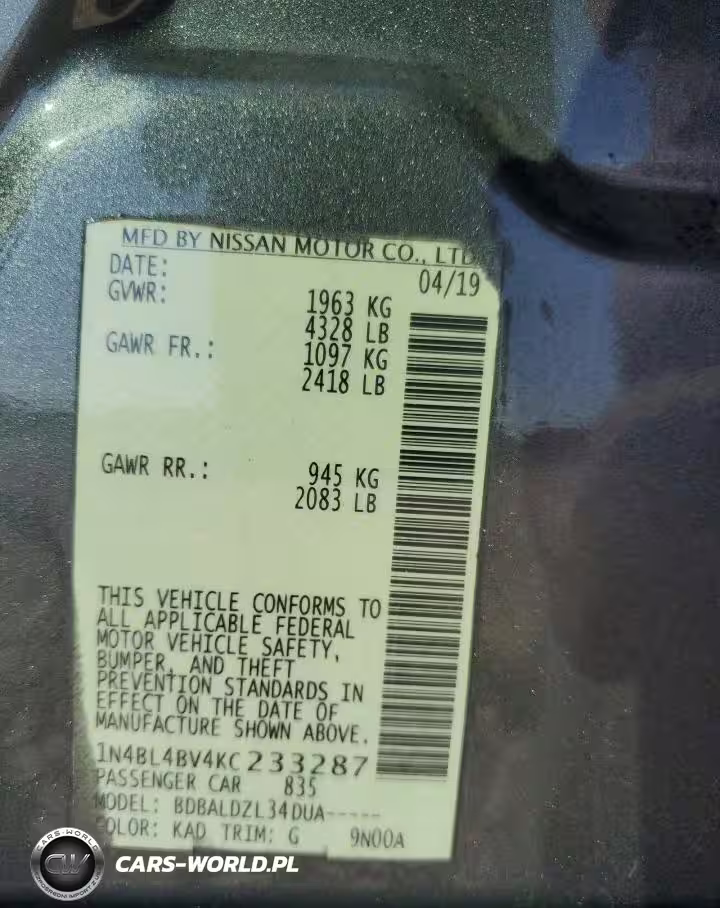 MFD BY NISSAN MOTOR CO., LTD
DATE: 04/19
GVWR: 1963 KG
4328 LB
GAWR FR.: 1097 KG
2418 LB
GAWR RR.: 945 KG
2083 LB
THIS VEHICLE CONFORMS TO
ALL APPLICABLE FEDERAL
MOTOR VEHICLE SAFETY,
BUMPER, AND THEFT
PREVENTION STANDARDS IN
EFFECT ON THE DATE OF
MANUFACTURE SHOWN ABOVE.
1N4BL4BV4KC233287
PASSENGER CAR 835
MODEL: BDBALDZL34DUA-----
COLOR: KAD TRIM: G 9N00A
CARS-WORLD
CW
CARS-WORLD.PL